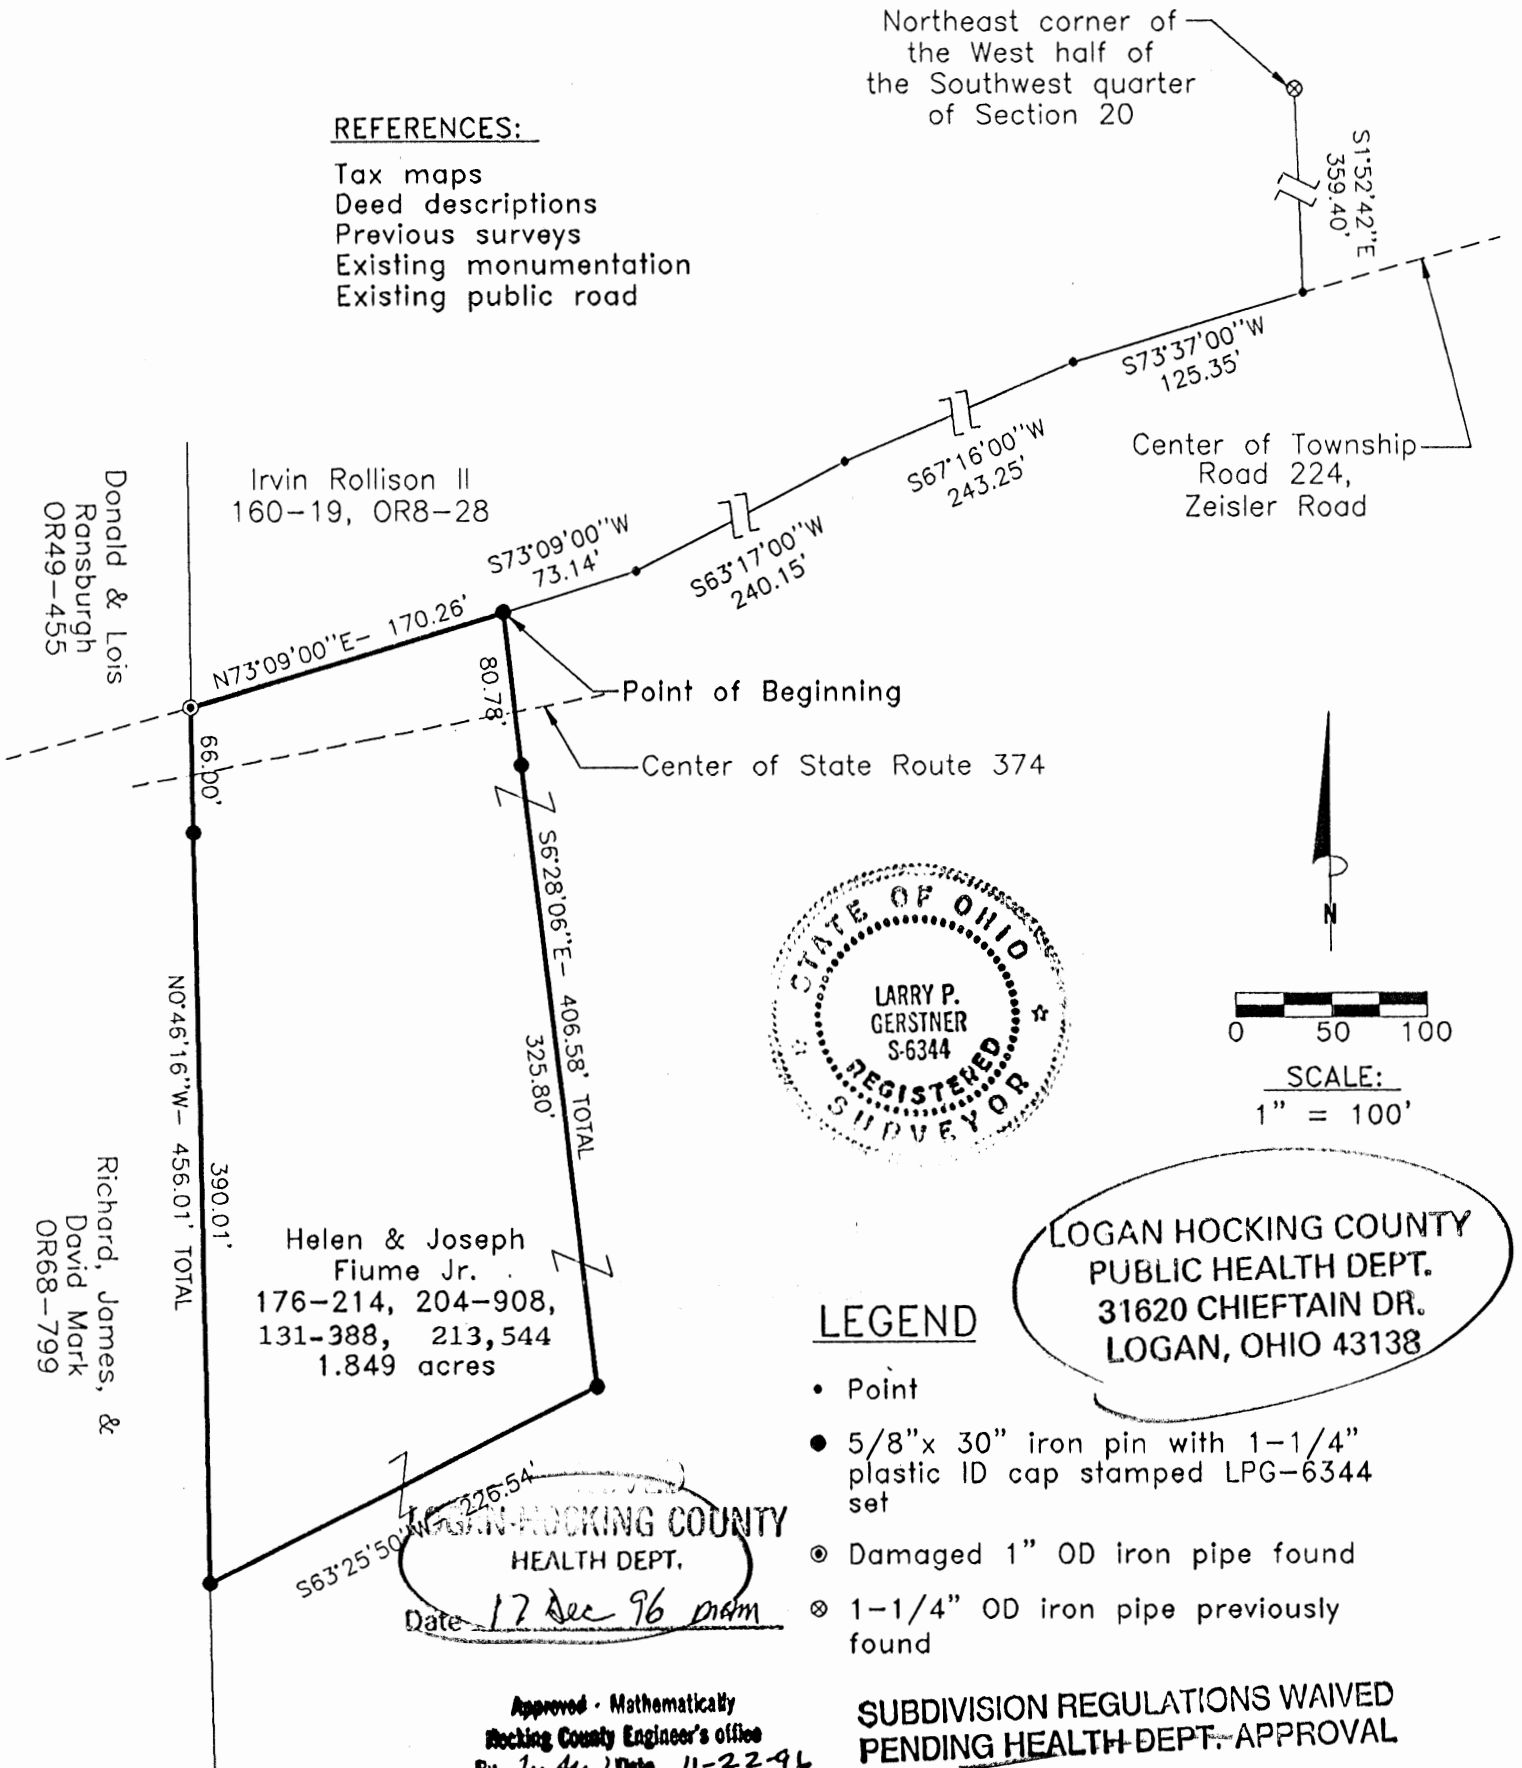 Northeast corner of
the West half of
the Southwest quarter
of Section 20
REFERENCES:
Tax maps
Deed descriptions
Previous surveys
Existing monumentation
Existing public road
S1°52'42"E
359.40'
S73°37'00"W
125.35'
Center of Township
Road 224,
Zeisler Road
S67°16'00"W
243.25'
S63°17'00"W
240.15'
S73°09'00"W
73.14'
Irvin Rollison II
160-19, OR8-28
Donald & Lois
Ransburgh
OR49-455
N73°09'00"E- 170.26'
Point of Beginning
80.78'
66.00'
Center of State Route 374
S6°28'06"E- 406.58' TOTAL
325.80'
N0°46'16"W- 456.01' TOTAL
390.01'
Richard, James, &
David Mark
OR68-799
STATE OF OHIO
LARRY P.
GERSTNER
S-6344
REGISTERED
SURVEYOR
N
0 50 100
SCALE:
1" = 100'
Helen & Joseph
Fiume Jr.
176-214, 204-908,
131-388, 213,544
1.849 acres
LOGAN HOCKING COUNTY
PUBLIC HEALTH DEPT.
31620 CHIEFTAIN DR.
LOGAN, OHIO 43138
LEGEND
Point
5/8"x 30" iron pin with 1-1/4"
plastic ID cap stamped LPG-6344
set
Damaged 1" OD iron pipe found
1-1/4" OD iron pipe previously
found
S63°25'50"W- 226.54'
LOGAN-HOCKING COUNTY
HEALTH DEPT.
Date 17 Dec 96
Approved - Mathematically
Hocking County Engineer's office
Date 11-22-96
SUBDIVISION REGULATIONS WAIVED
PENDING HEALTH DEPT. APPROVAL